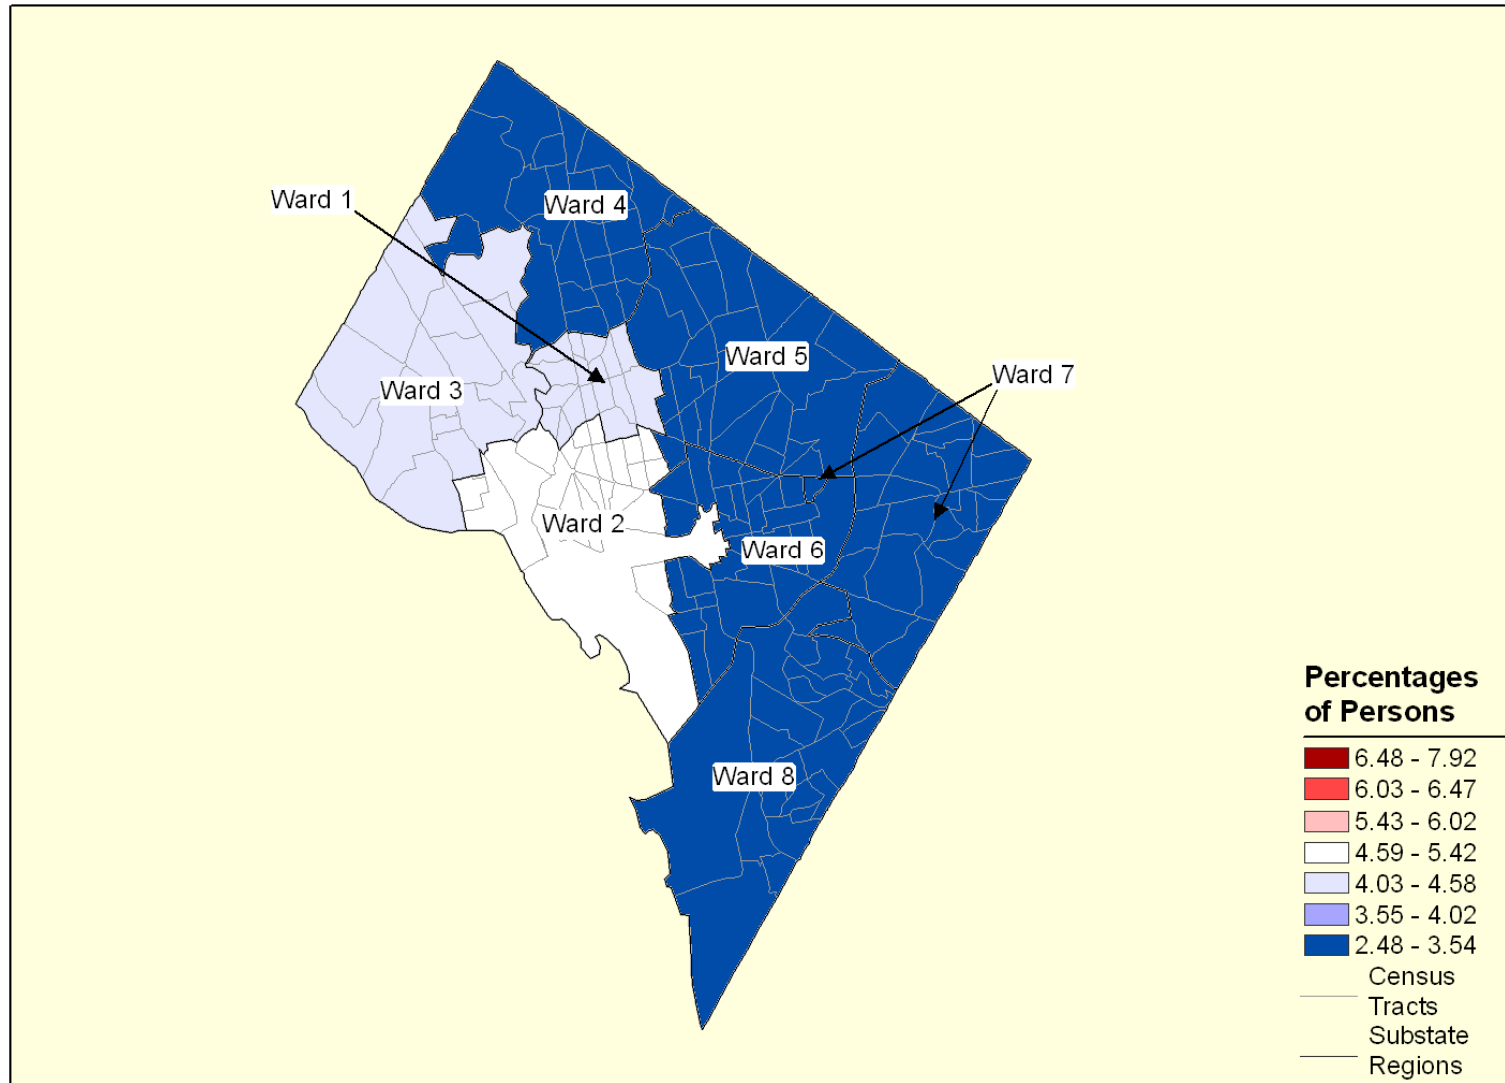 Ward 1
Ward 4
Ward 5
Ward 7
Ward 3
Ward 2
Ward 6
Ward 8
Percentages
of Persons
6.48 - 7.92
6.03 - 6.47
5.43 - 6.02
4.59 - 5.42
4.03 - 4.58
3.55 - 4.02
2.48 - 3.54
Census
Tracts
Substate
Regions